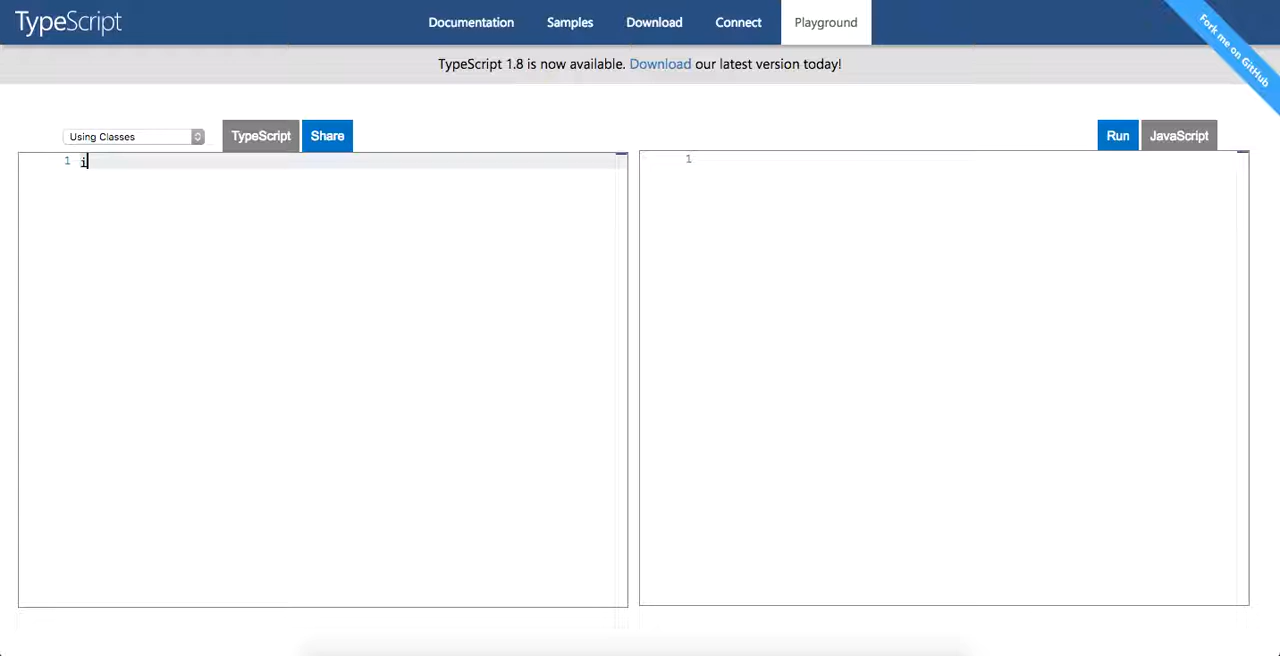 TypeScript
Documentation Samples Download Connect Playground
Fork me on GitHub
TypeScript 1.8 is now available. Download our latest version today!
Using Classes TypeScript Share Run JavaScript
1 i
1